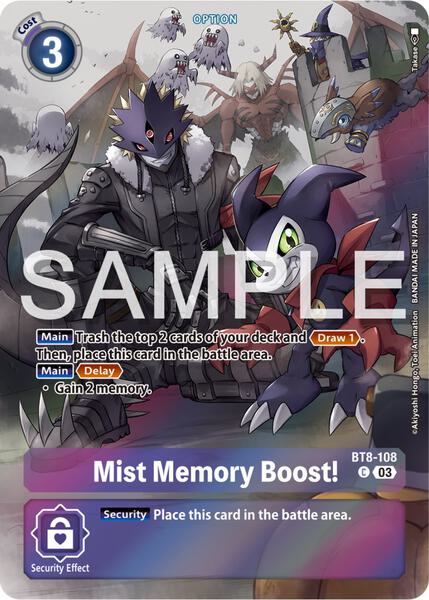 OPTION
Cost
3
Takase
SAMPLE
Main Trash the top 2 cards of your deck and Draw 1.
Then, place this card in the battle area.
Main Delay
・ Gain 2 memory.
©Akiyoshi Hongo, Toei Animation BANDAI MADE IN JAPAN
BT8-108
Mist Memory Boost!
C 03
Security Place this card in the battle area.
Security Effect